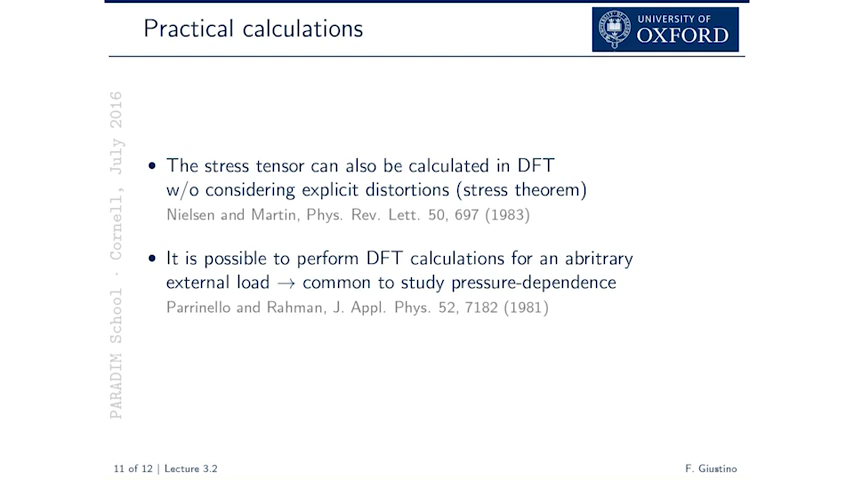 Practical calculations
UNIVERSITY OF
OXFORD
PARADIM School · Cornell, July 2016
• The stress tensor can also be calculated in DFT
w/o considering explicit distortions (stress theorem)
Nielsen and Martin, Phys. Rev. Lett. 50, 697 (1983)
• It is possible to perform DFT calculations for an abritrary
external load → common to study pressure-dependence
Parrinello and Rahman, J. Appl. Phys. 52, 7182 (1981)
11 of 12 | Lecture 3.2
F. Giustino